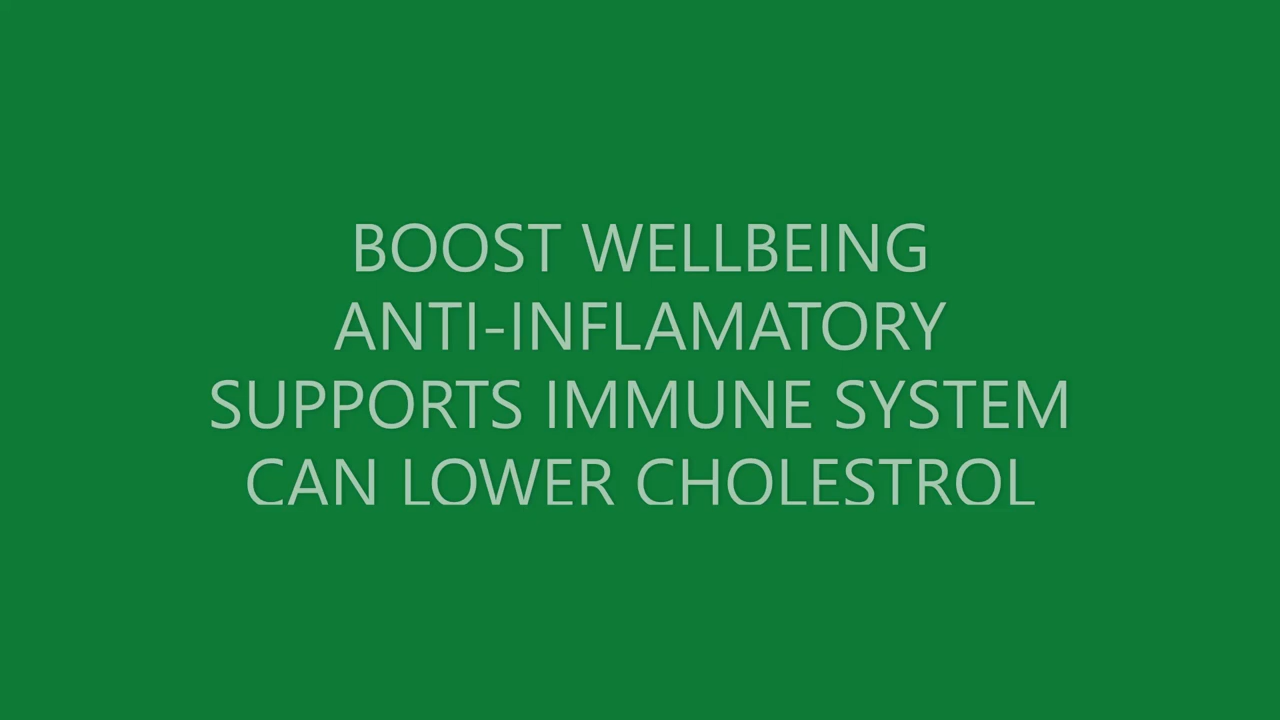 BOOST WELLBEING
ANTI-INFLAMATORY
SUPPORTS IMMUNE SYSTEM
CAN LOWER CHOLESTROL